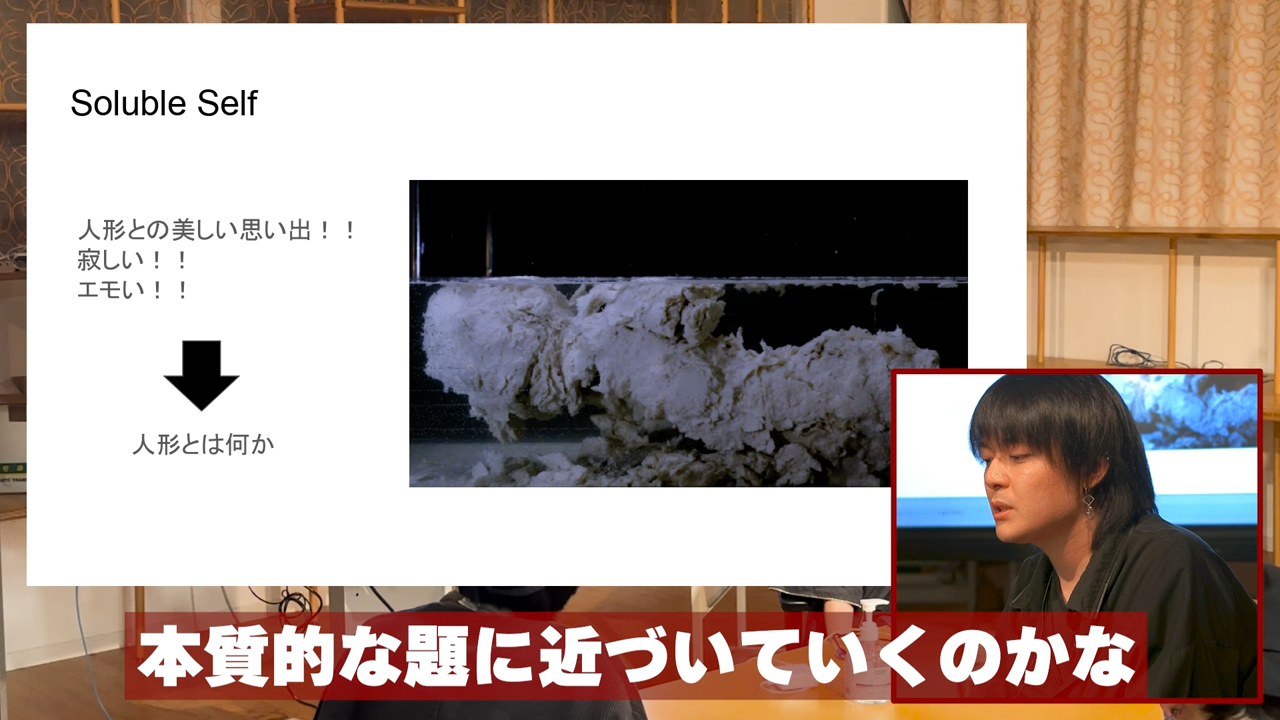 Soluble Self
人形との美しい思い出！！
寂しい！！
エモい！！
人形とは何か
本質的な題に近づいていくのかな